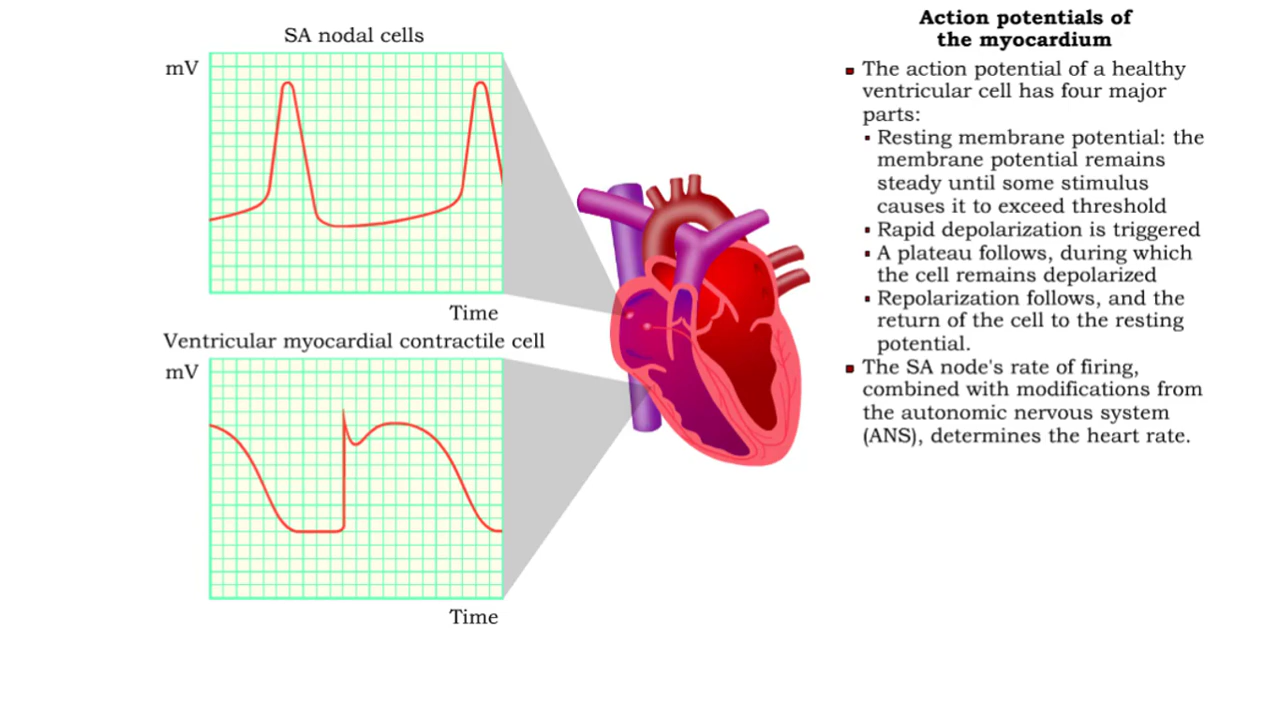 SA nodal cells
mV
Time
Ventricular myocardial contractile cell
mV
Time
Action potentials of
the myocardium
▪ The action potential of a healthy
ventricular cell has four major
parts:
▪ Resting membrane potential: the
membrane potential remains
steady until some stimulus
causes it to exceed threshold
▪ Rapid depolarization is triggered
▪ A plateau follows, during which
the cell remains depolarized
▪ Repolarization follows, and the
return of the cell to the resting
potential.
▪ The SA node's rate of firing,
combined with modifications from
the autonomic nervous system
(ANS), determines the heart rate.